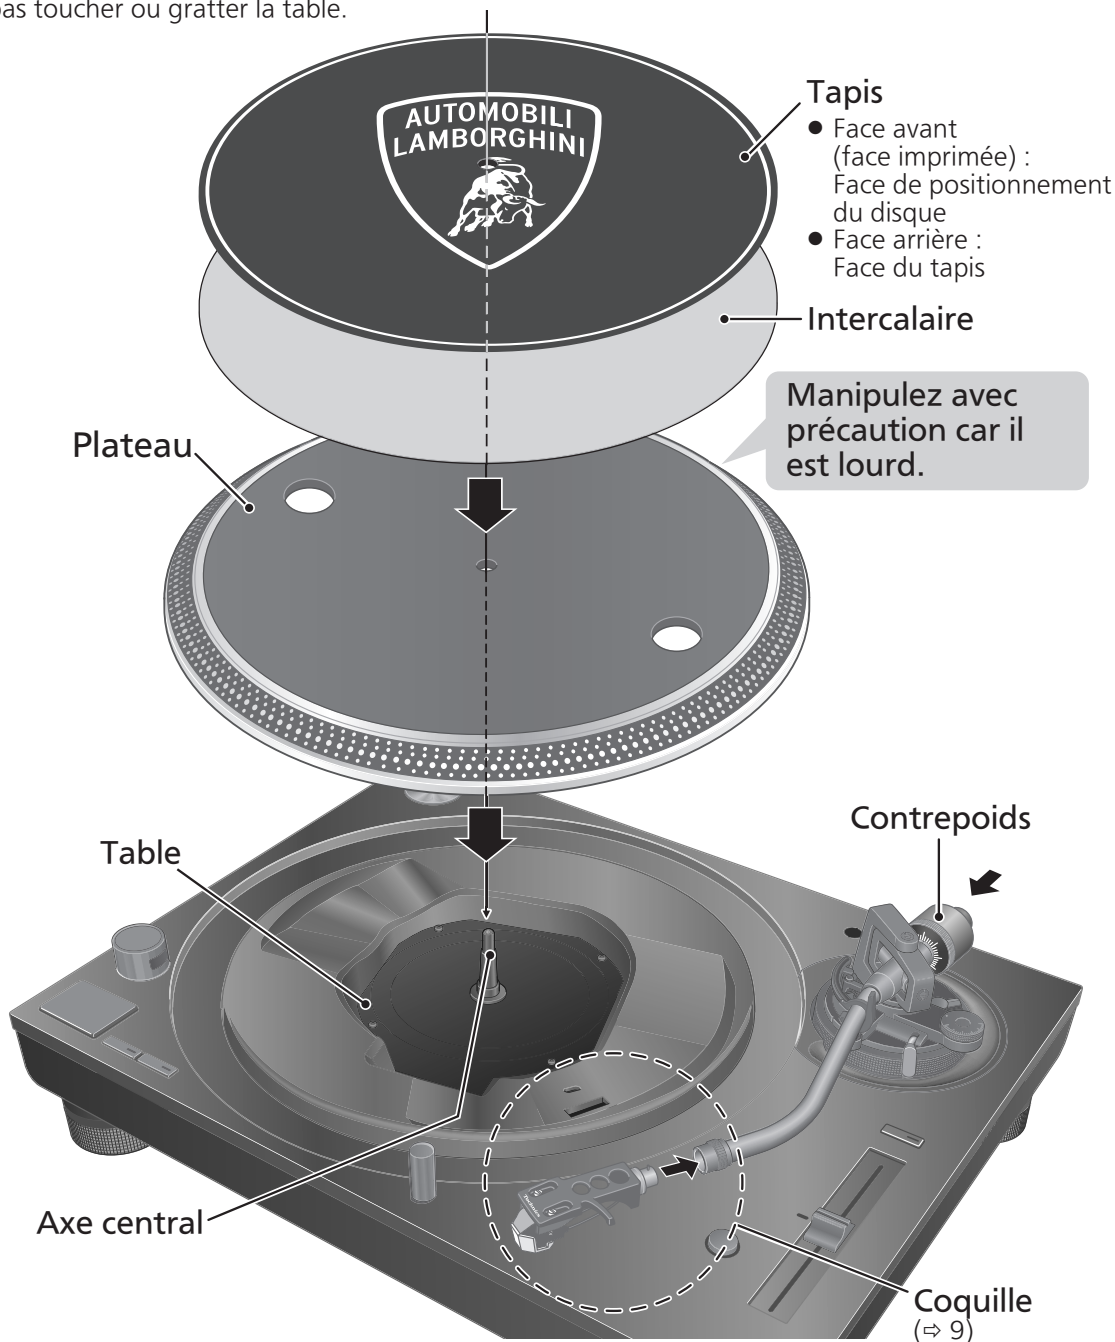 pas toucher ou gratter la table.
AUTOMOBILI
LAMBORGHINI
Tapis
● Face avant
(face imprimée) :
Face de positionnement
du disque
● Face arrière :
Face du tapis
Intercalaire
Manipulez avec
précaution car il
est lourd.
Plateau
Contrepoids
Table
Axe central
Technics
Coquille
(⇨ 9)